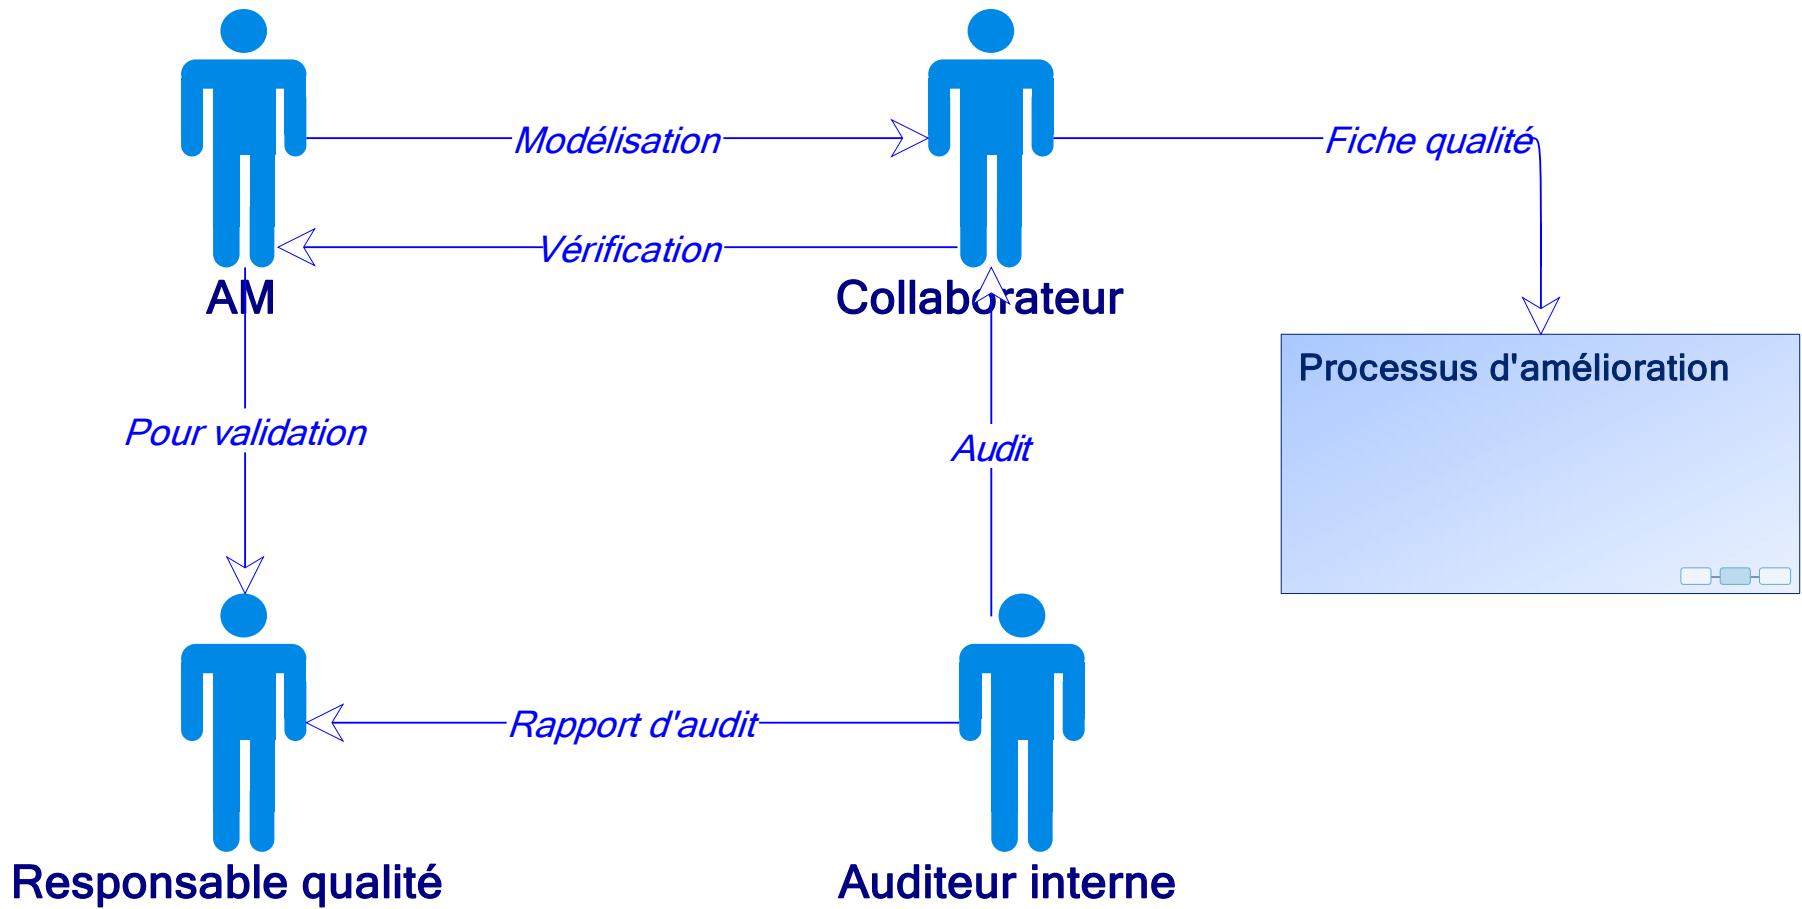 Modélisation
Fiche qualité
Vérification
AM
Collaborateur
Processus d'amélioration
Pour validation
Audit
Rapport d'audit
Responsable qualité
Auditeur interne